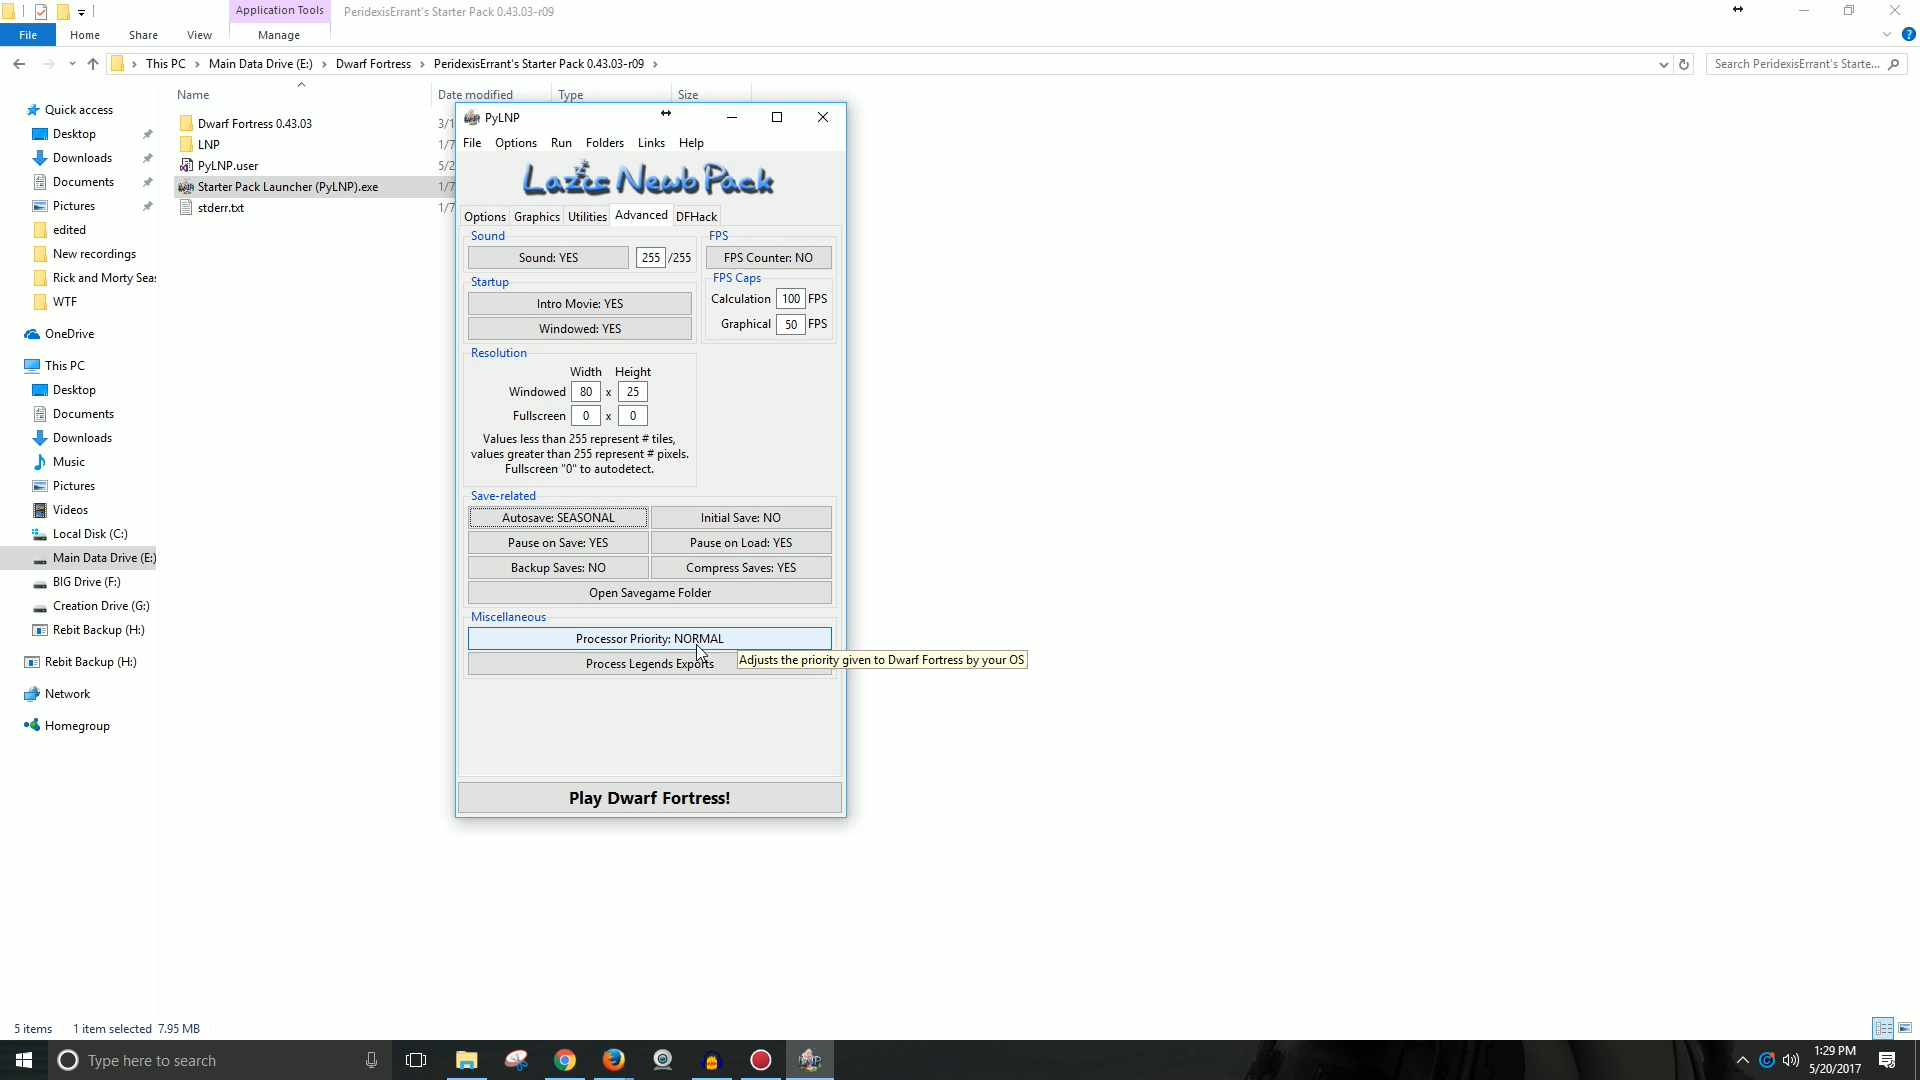 Application Tools
PeridexisErrant's Starter Pack 0.43.03-r09
File
Home
Share
View
Manage
This PC
Main Data Drive (E:)
Dwarf Fortress
PeridexisErrant's Starter Pack 0.43.03-r09
Search PeridexisErrant's Starte...
Name
Date modified
Type
Size
Quick access
Desktop
Downloads
Documents
Pictures
edited
New recordings
Rick and Morty Seas
WTF
OneDrive
This PC
Desktop
Documents
Downloads
Music
Pictures
Videos
Local Disk (C:)
Main Data Drive (E:)
BIG Drive (F:)
Creation Drive (G:)
Rebit Backup (H:)
Rebit Backup (H:)
Network
Homegroup
Dwarf Fortress 0.43.03
3/1
LNP
1/7
PyLNP.user
5/2
Starter Pack Launcher (PyLNP).exe
1/7
stderr.txt
1/7
PyLNP
File
Options
Run
Folders
Links
Help
Lazy Newb Pack
Options
Graphics
Utilities
Advanced
DFHack
Sound
Sound: YES
255 /255
FPS
FPS Counter: NO
FPS Caps
Calculation 100 FPS
Graphical 50 FPS
Startup
Intro Movie: YES
Windowed: YES
Resolution
Width Height
Windowed 80 x 25
Fullscreen 0 x 0
Values less than 255 represent # tiles,
values greater than 255 represent # pixels.
Fullscreen "0" to autodetect.
Save-related
Autosave: SEASONAL
Initial Save: NO
Pause on Save: YES
Pause on Load: YES
Backup Saves: NO
Compress Saves: YES
Open Savegame Folder
Miscellaneous
Processor Priority: NORMAL
Process Legends Exports
Adjusts the priority given to Dwarf Fortress by your OS
Play Dwarf Fortress!
5 items
1 item selected 7.95 MB
Type here to search
1:29 PM
5/20/2017